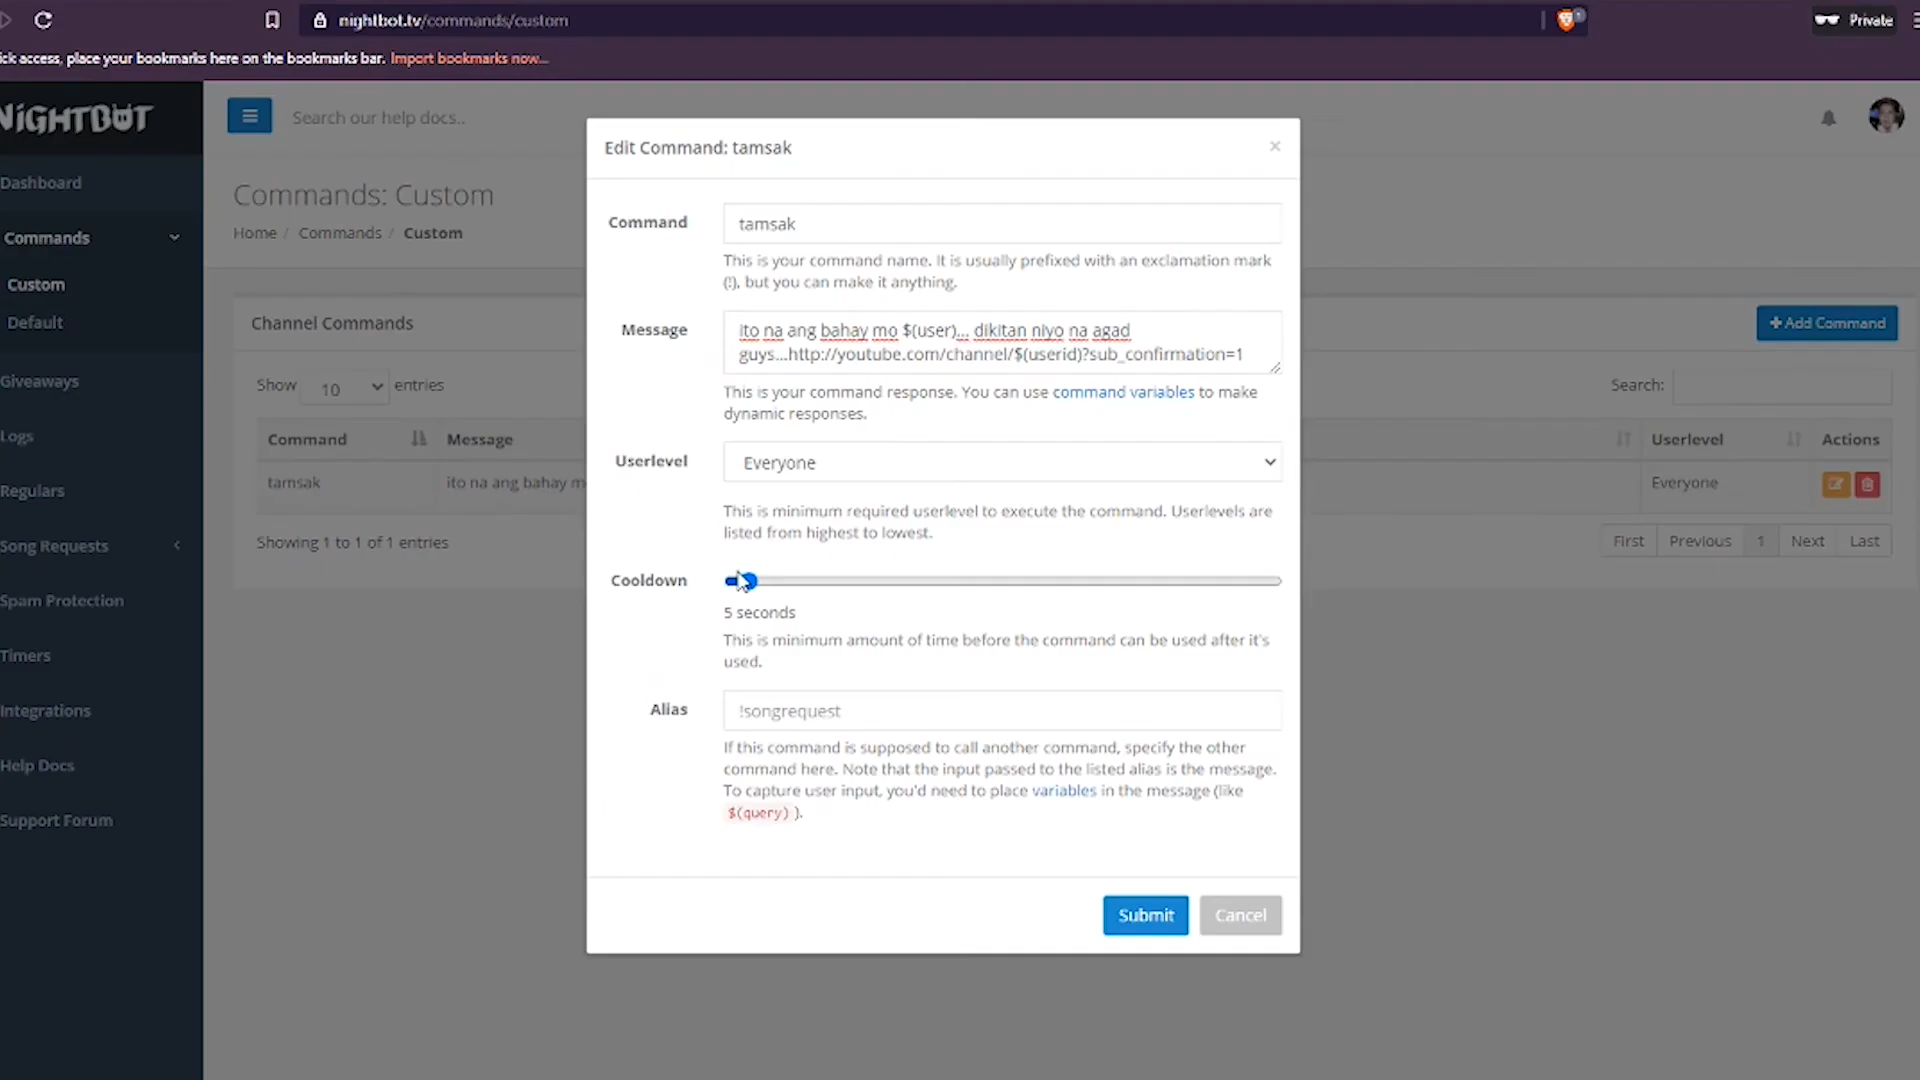 nightbot.tv/commands/custom
Private
ick access, place your bookmarks here on the bookmarks bar. Import bookmarks now...
NiGHTBOT
Search our help docs..
Dashboard
Commands
Custom
Default
Giveaways
Logs
Regulars
Song Requests
Spam Protection
Timers
Integrations
Help Docs
Support Forum
Commands: Custom
Home / Commands / Custom
Channel Commands
+Add Command
Show 10 entries
Search:
Command Message Userlevel Actions
tamsak ito na ang bahay m Everyone
Showing 1 to 1 of 1 entries
First Previous 1 Next Last
Edit Command: tamsak
×
Command
tamsak
This is your command name. It is usually prefixed with an exclamation mark
(!), but you can make it anything.
Message
ito na ang bahay mo $(user)... dikitan niyo na agad
guys...http://youtube.com/channel/$(userid)?sub_confirmation=1
This is your command response. You can use command variables to make
dynamic responses.
Userlevel
Everyone
This is minimum required userlevel to execute the command. Userlevels are
listed from highest to lowest.
Cooldown
5 seconds
This is minimum amount of time before the command can be used after it's
used.
Alias
!songrequest
If this command is supposed to call another command, specify the other
command here. Note that the input passed to the listed alias is the message.
To capture user input, you'd need to place variables in the message (like
$(query) ).
Submit
Cancel